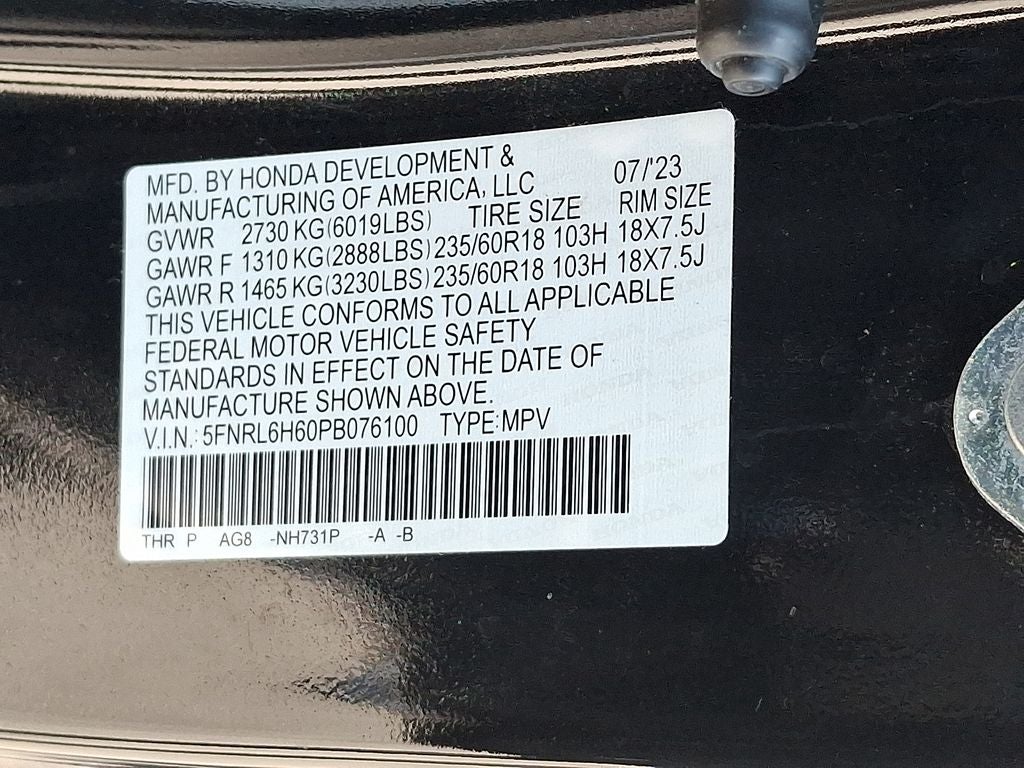 MFD. BY HONDA DEVELOPMENT &
MANUFACTURING OF AMERICA, LLC 07/'23
GVWR 2730 KG(6019LBS) TIRE SIZE RIM SIZE
GAWR F 1310 KG(2888LBS) 235/60R18 103H 18X7.5J
GAWR R 1465 KG(3230LBS) 235/60R18 103H 18X7.5J
THIS VEHICLE CONFORMS TO ALL APPLICABLE
FEDERAL MOTOR VEHICLE SAFETY
STANDARDS IN EFFECT ON THE DATE OF
MANUFACTURE SHOWN ABOVE.
V.I.N.: 5FNRL6H60PB076100 TYPE: MPV
THR P AG8 -NH731P -A -B